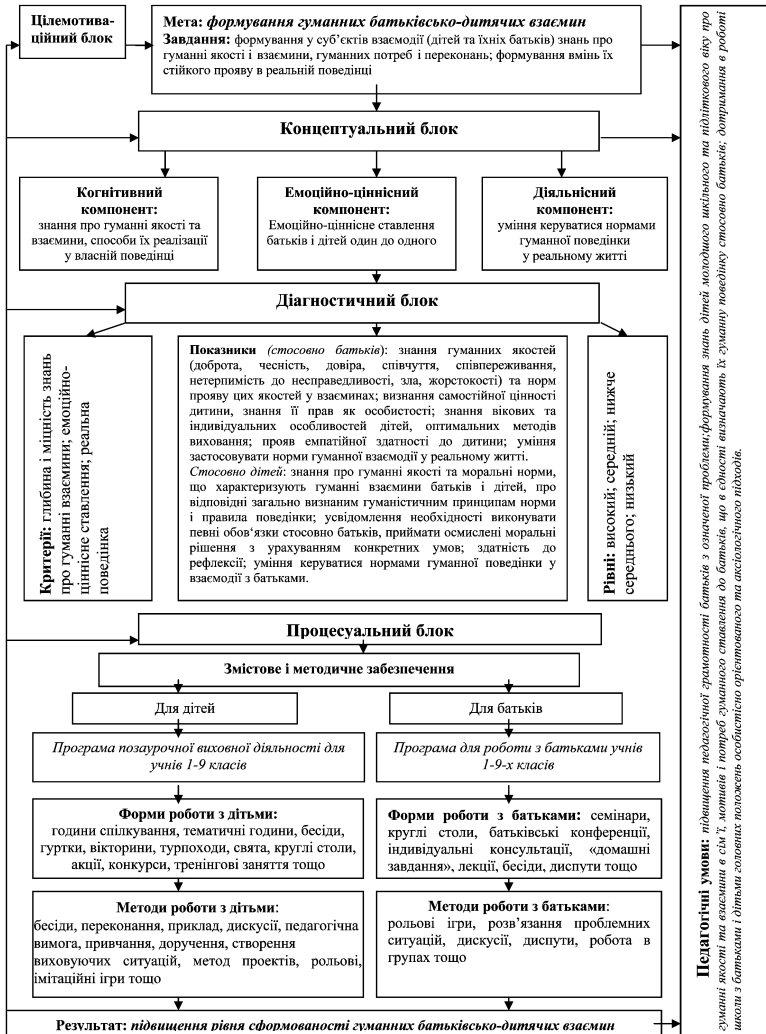 Цілемотива-
ційний блок
Мета: формування гуманних батьківсько-дитячих взаємин
Завдання: формування у суб’єктів взаємодії (дітей та їхніх батьків) знань про
гуманні якості і взаємини, гуманних потреб і переконань; формування вмінь їх
стійкого прояву в реальній поведінці
Концептуальний блок
Когнитивний
компонент:
знання про гуманні якості та
взаємини, способи їх реалізації
у власній поведінці
Емоційно-ціннісний
компонент:
Емоційно-ціннісне ставлення
батьків і дітей один до одного
Діяльнісний
компонент:
уміння керуватися нормами
гуманної поведінки
у реальному житті
Діагностичний блок
Критерії: глибина і міцність знань
про гуманні взаємини; емоційно-
ціннісне ставлення; реальна
поведінка
Показники (стосовно батьків): знання гуманних якостей
(доброта, чесність, довіра, співчуття, співпереживання,
нетерпимість до несправедливості, зла, жорстокості) та норм
прояву цих якостей у взаєминах; визнання самостійної цінності
дитини, знання її прав як особистості; знання вікових та
індивідуальних особливостей дітей, оптимальних методів
виховання; прояв емпатійної здатності до дитини; уміння
застосовувати норми гуманної взаємодії у реальному житті.
Стосовно дітей: знання про гуманні якості та моральні норми,
що характеризують гуманні взаємини батьків і дітей, про
відповідні загально визнаним гуманістичним принципам норми
і правила поведінки; усвідомлення необхідності виконувати
певні обов‘язки стосовно батьків, приймати осмислені моральні
рішення з урахуванням конкретних умов; здатність до
рефлексії; уміння керуватися нормами гуманної поведінки у
взаємодії з батьками.
Рівні: високий; середній; нижче
середнього; низький
Процесуальний блок
Змістове і методичне забезпечення
Для дітей
Для батьків
Програма позаурочної виховної діяльності для
учнів 1-9 класів
Програма для роботи з батьками учнів
1-9-х класів
Форми роботи з дітьми:
години спілкування, тематичні години, бесіди,
гуртки, вікторини, турпоходи, свята, круглі столи,
акції, конкурси, тренінгові заняття тощо
Форми роботи з батьками: семінари,
круглі столи, батьківські конференції,
індивідуальні консультації, «домашні
завдання», лекції, бесіди, диспути тощо
Методи роботи з дітьми:
бесіди, переконання, приклад, дискусії, педагогічна
вимога, привчання, доручення, створення
виховуючих ситуацій, метод проектів, рольові,
імітаційні ігри тощо
Методи роботи з батьками:
рольові ігри, розв’язання проблемних
ситуацій, дискусії, диспути, робота в
групах тощо
Результат: підвищення рівня сформованості гуманних батьківсько-дитячих взаємин
Педагогічні умови: підвищення педагогічної грамотності батьків з означеної проблеми;формування знань дітей молодшого шкільного та підліткового віку про
гуманні якості та взаємини в сім’ї, мотивів і потреб гуманного ставлення до батьків, що в єдності визначають їх гуманну поведінку стосовно батьків; дотримання в роботі
школи з батьками і дітьми головних положень особистісно орієнтованого та аксіологічного підходів.